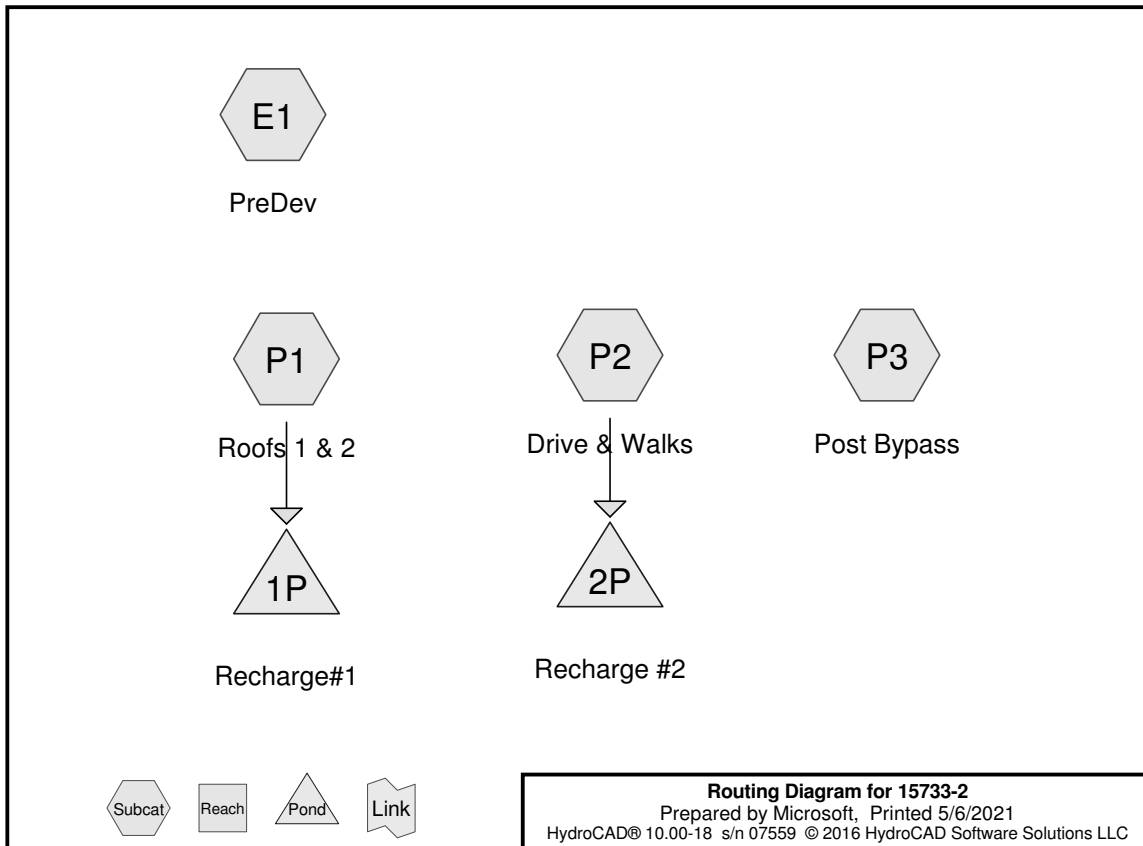 E1
PreDev
P1
P2
P3
Roofs 1 & 2
Drive & Walks
Post Bypass
1P
2P
Recharge#1
Recharge #2
Subcat
Reach
Pond
Link
Routing Diagram for 15733-2
Prepared by Microsoft, Printed 5/6/2021
HydroCAD® 10.00-18 s/n 07559 © 2016 HydroCAD Software Solutions LLC